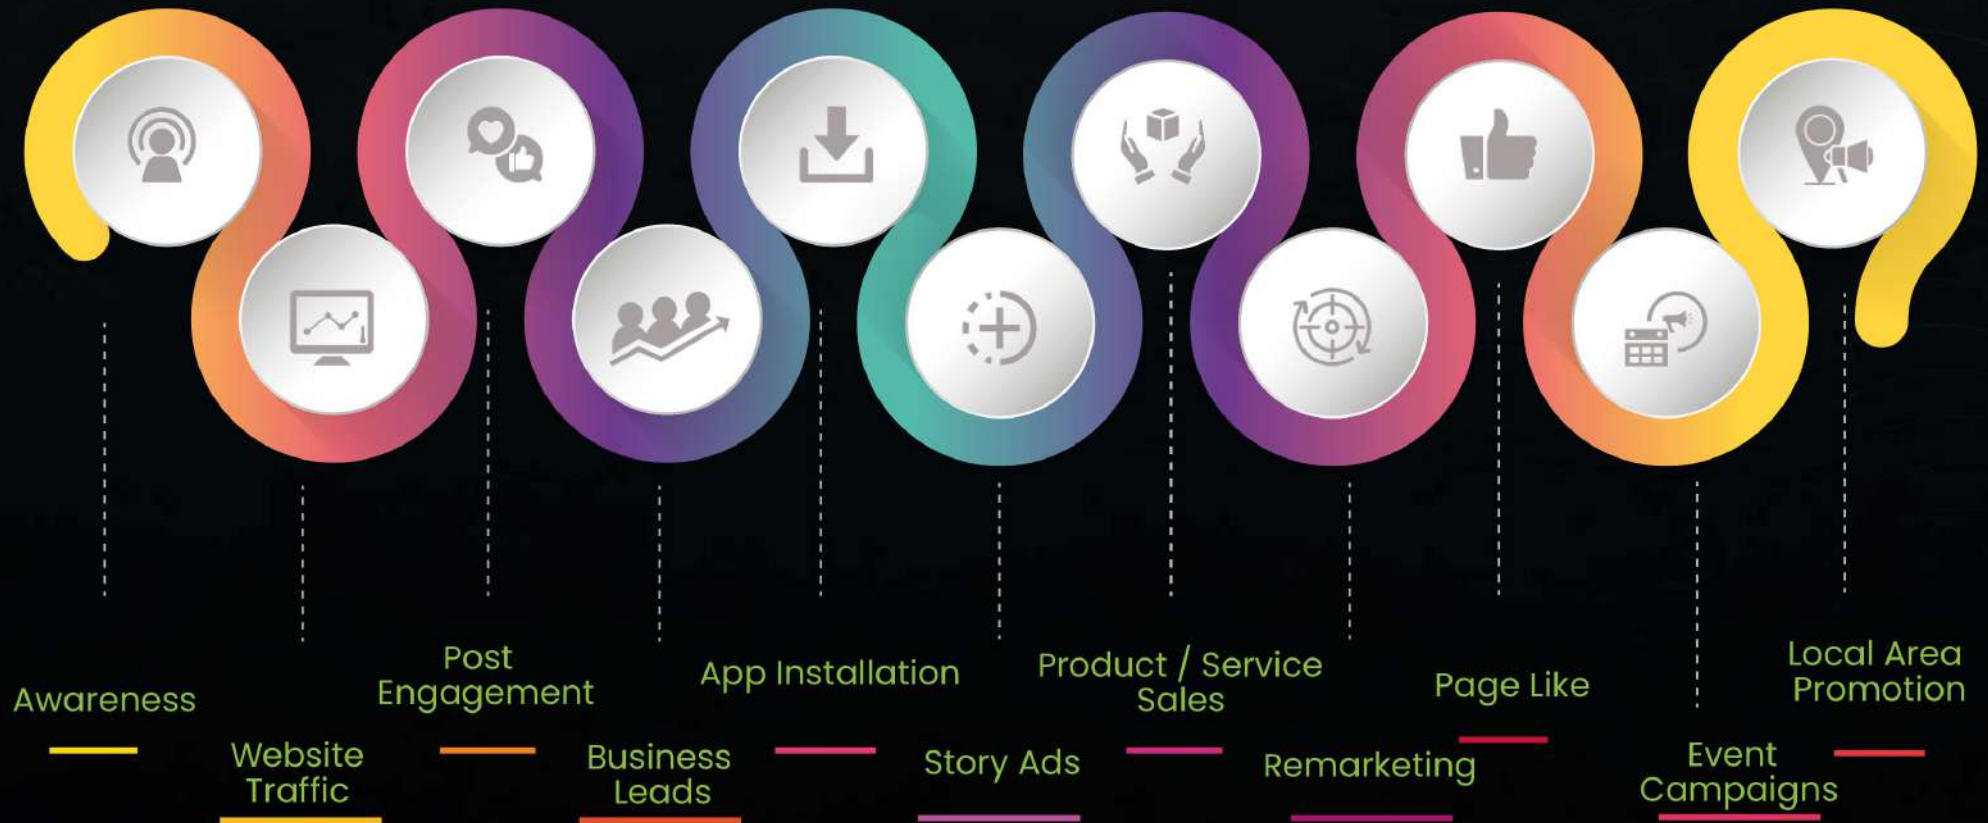 Awareness
Website
Traffic
Post
Engagement
Business
Leads
App Installation
Story Ads
Product / Service
Sales
Remarketing
Page Like
Event
Campaigns
Local Area
Promotion